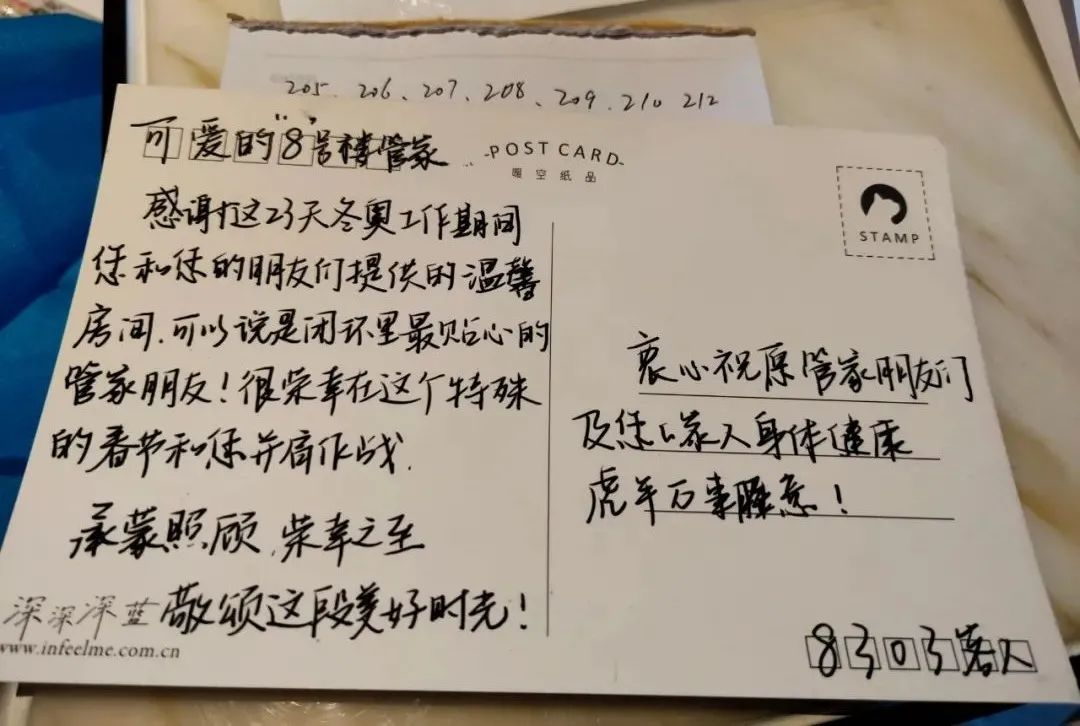 205、206、207、208、209、210 212
可爱的"8"号楼管家
POST CARD
暖空纸品
STAMP
感谢这23天冬奥工作期间
您和您的朋友们提供的温馨
房间,可以说是闭环里最贴心的
管家朋友!很荣幸在这个特殊
的春节和您并肩作战.
承蒙照顾,荣幸之至
敬颂这段美好时光!
深深深蓝
www.infeelme.com.cn
衷心祝愿管家朋友们
及您的家人身体健康
虎年万事顺意!
8303客人